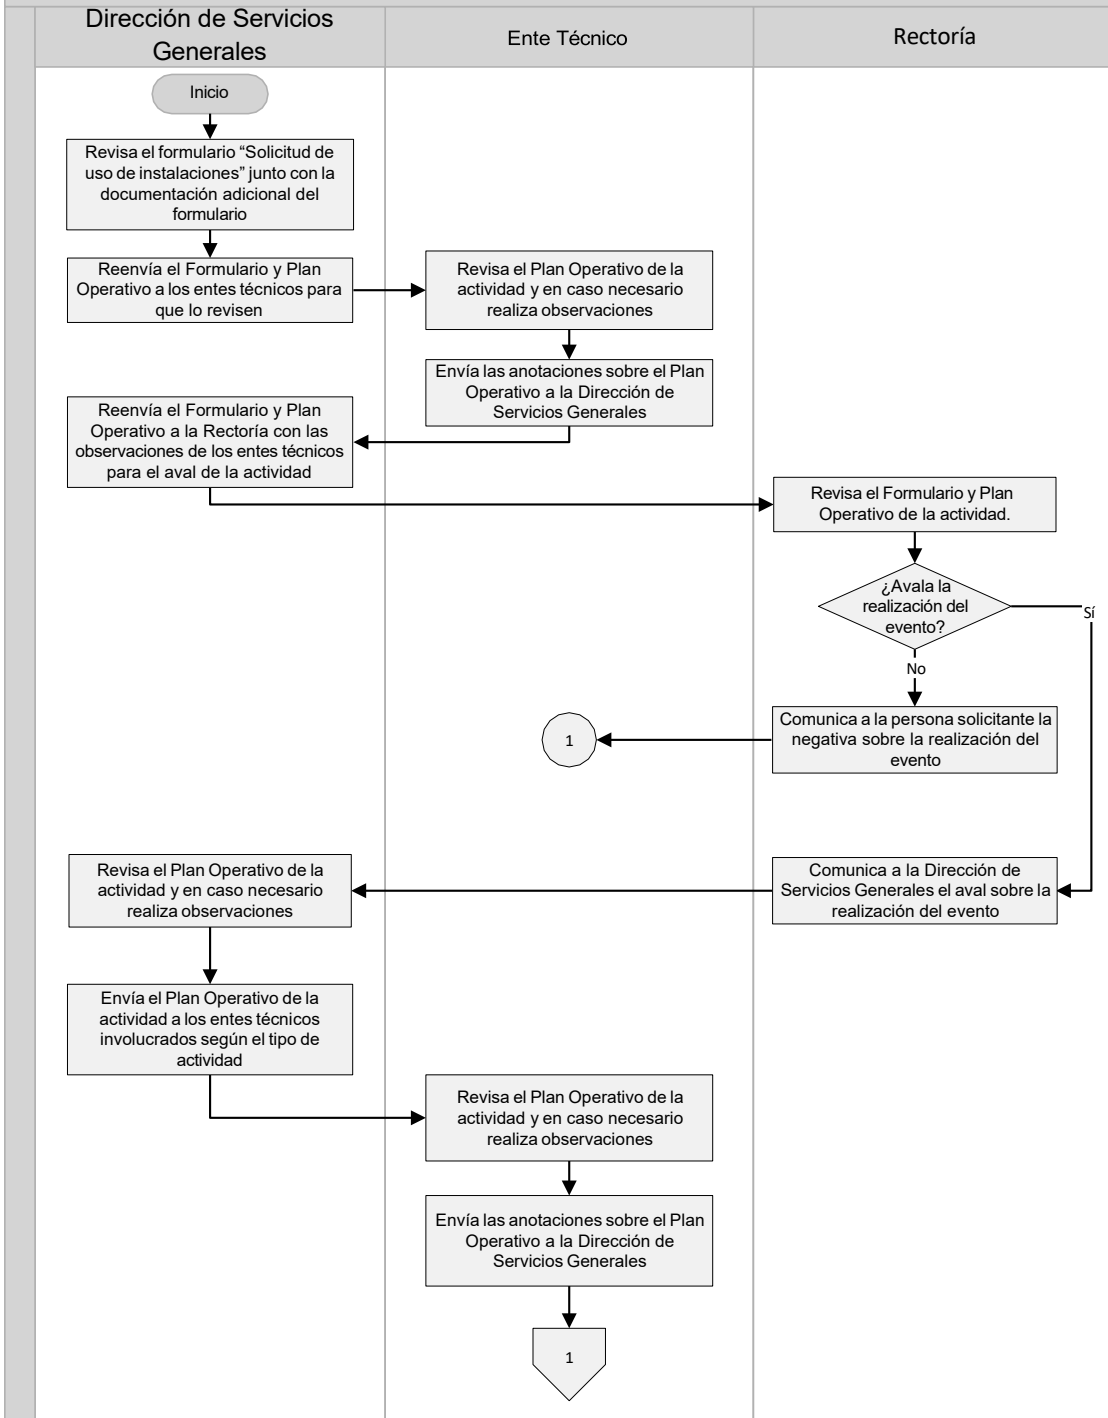 Dirección de Servicios
Generales
Ente Técnico
Rectoría
Inicio
Revisa el formulario “Solicitud de
uso de instalaciones” junto con la
documentación adicional del
formulario
Reenvía el Formulario y Plan
Operativo a los entes técnicos para
que lo revisen
Revisa el Plan Operativo de la
actividad y en caso necesario
realiza observaciones
Envía las anotaciones sobre el Plan
Operativo a la Dirección de
Servicios Generales
Reenvía el Formulario y Plan
Operativo a la Rectoría con las
observaciones de los entes técnicos
para el aval de la actividad
Revisa el Formulario y Plan
Operativo de la actividad.
¿Avala la
realización del
evento?
Sí
No
Comunica a la persona solicitante la
negativa sobre la realización del
evento
1
Comunica a la Dirección de
Servicios Generales el aval sobre la
realización del evento
Revisa el Plan Operativo de la
actividad y en caso necesario
realiza observaciones
Envía el Plan Operativo de la
actividad a los entes técnicos
involucrados según el tipo de
actividad
Revisa el Plan Operativo de la
actividad y en caso necesario
realiza observaciones
Envía las anotaciones sobre el Plan
Operativo a la Dirección de
Servicios Generales
1